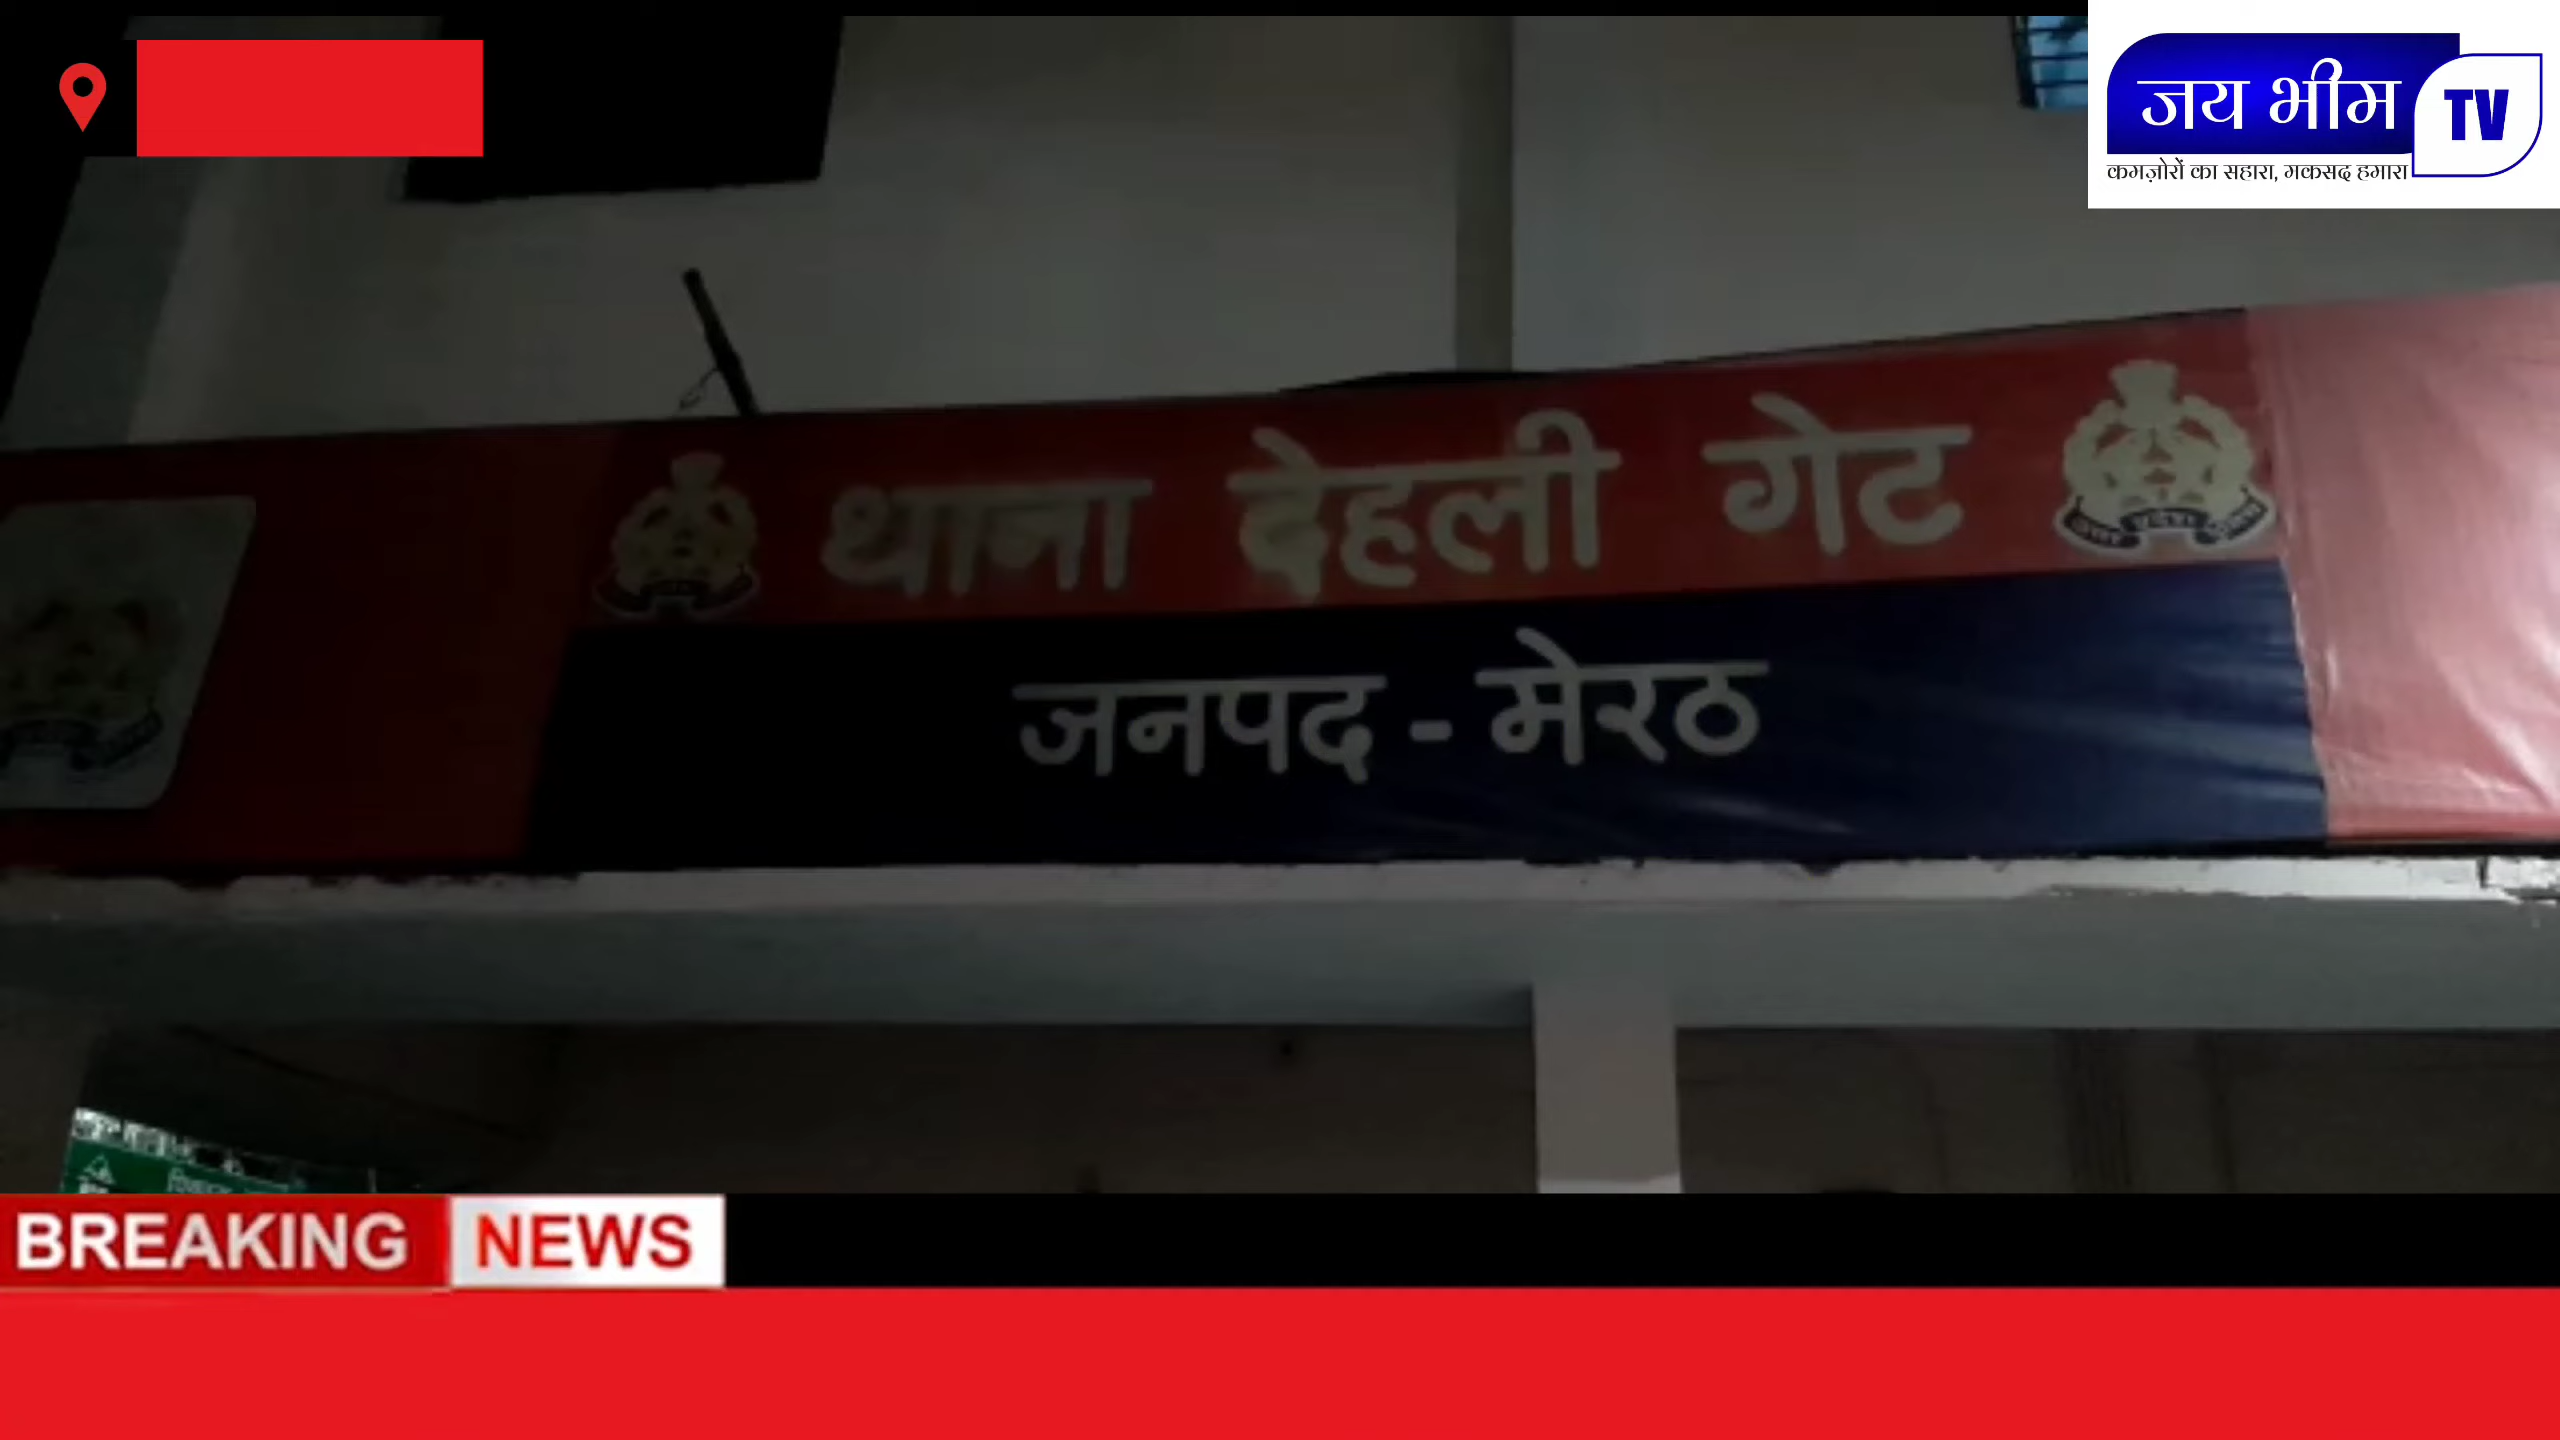 जय भीम TV
कमज़ोरों का सहारा, मकसद हमारा
थाना देहली गेट
जनपद - मेरठ
BREAKING NEWS